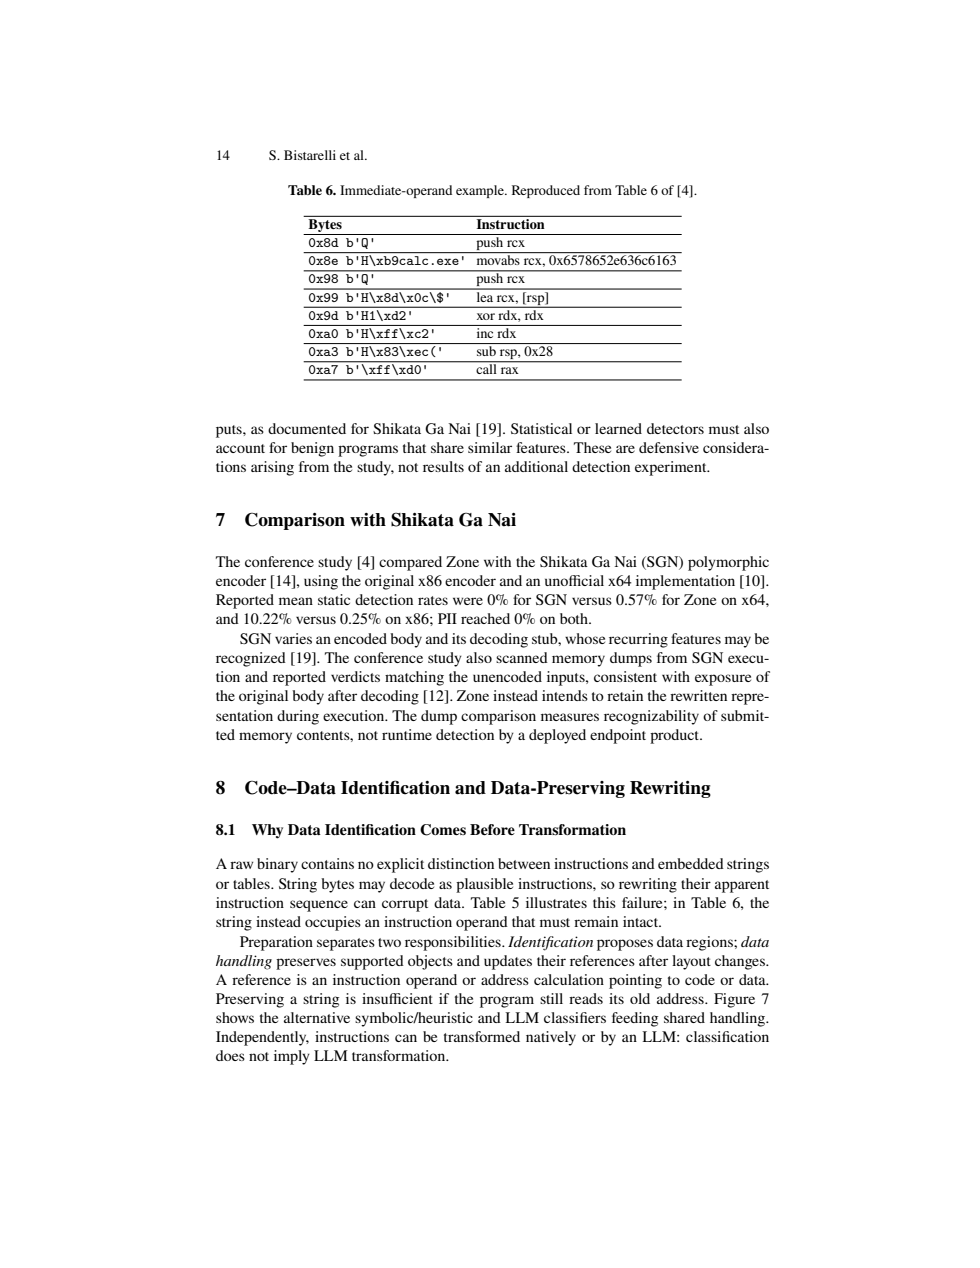 14 S. Bistarelli et al.
Table 6. Immediate-operand example. Reproduced from Table 6 of [4].
Bytes Instruction
0x8d b'Q' push rcx
0x8e b'H\xb9calc.exe' movabs rcx, 0x6578652e636c6163
0x98 b'Q' push rcx
0x99 b'H\x8d\x0c\$' lea rcx, [rsp]
0x9d b'H1\xd2' xor rdx, rdx
0xa0 b'H\xff\xc2' inc rdx
0xa3 b'H\x83\xec(' sub rsp, 0x28
0xa7 b'\xff\xd0' call rax
puts, as documented for Shikata Ga Nai [19]. Statistical or learned detectors must also
account for benign programs that share similar features. These are defensive considera-
tions arising from the study, not results of an additional detection experiment.
7 Comparison with Shikata Ga Nai
The conference study [4] compared Zone with the Shikata Ga Nai (SGN) polymorphic
encoder [14], using the original x86 encoder and an unofficial x64 implementation [10].
Reported mean static detection rates were 0% for SGN versus 0.57% for Zone on x64,
and 10.22% versus 0.25% on x86; PII reached 0% on both.
SGN varies an encoded body and its decoding stub, whose recurring features may be
recognized [19]. The conference study also scanned memory dumps from SGN execu-
tion and reported verdicts matching the unencoded inputs, consistent with exposure of
the original body after decoding [12]. Zone instead intends to retain the rewritten repre-
sentation during execution. The dump comparison measures recognizability of submit-
ted memory contents, not runtime detection by a deployed endpoint product.
8 Code–Data Identification and Data-Preserving Rewriting
8.1 Why Data Identification Comes Before Transformation
A raw binary contains no explicit distinction between instructions and embedded strings
or tables. String bytes may decode as plausible instructions, so rewriting their apparent
instruction sequence can corrupt data. Table 5 illustrates this failure; in Table 6, the
string instead occupies an instruction operand that must remain intact.
Preparation separates two responsibilities. Identification proposes data regions; data
handling preserves supported objects and updates their references after layout changes.
A reference is an instruction operand or address calculation pointing to code or data.
Preserving a string is insufficient if the program still reads its old address. Figure 7
shows the alternative symbolic/heuristic and LLM classifiers feeding shared handling.
Independently, instructions can be transformed natively or by an LLM: classification
does not imply LLM transformation.